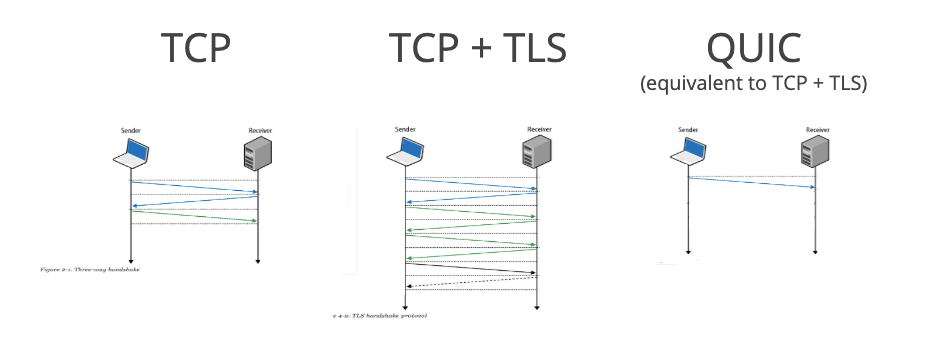 TCP
TCP + TLS
QUIC
(equivalent to TCP + TLS)
Sender
Receiver
Sender
Receiver
Sender
Receiver
Figure 2-1. Three-way handshake
e 4-2. TLS handshake protocol